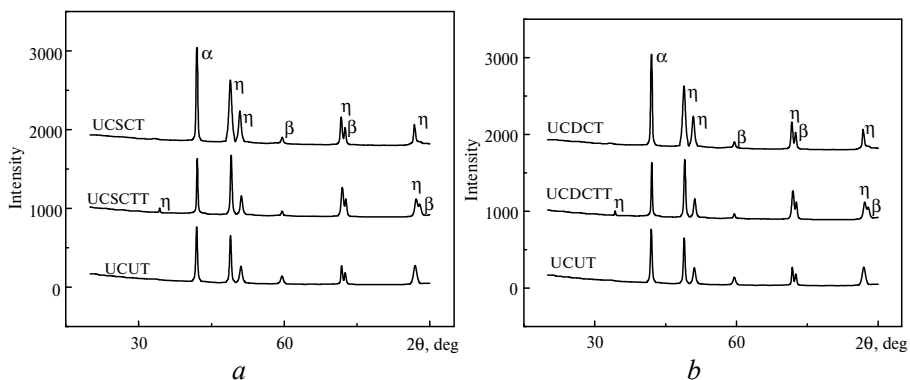 3000
α
η
η
η
β
β
η
UCSCT
2000
Intensity
UCSCTT
η
η
β
1000
UCUT
0
30
60
2θ, deg
a
3000
α
η
η
η
β
β
η
UCDCT
2000
Intensity
UCDCTT
η
η
β
1000
UCUT
0
30
60
2θ, deg
b